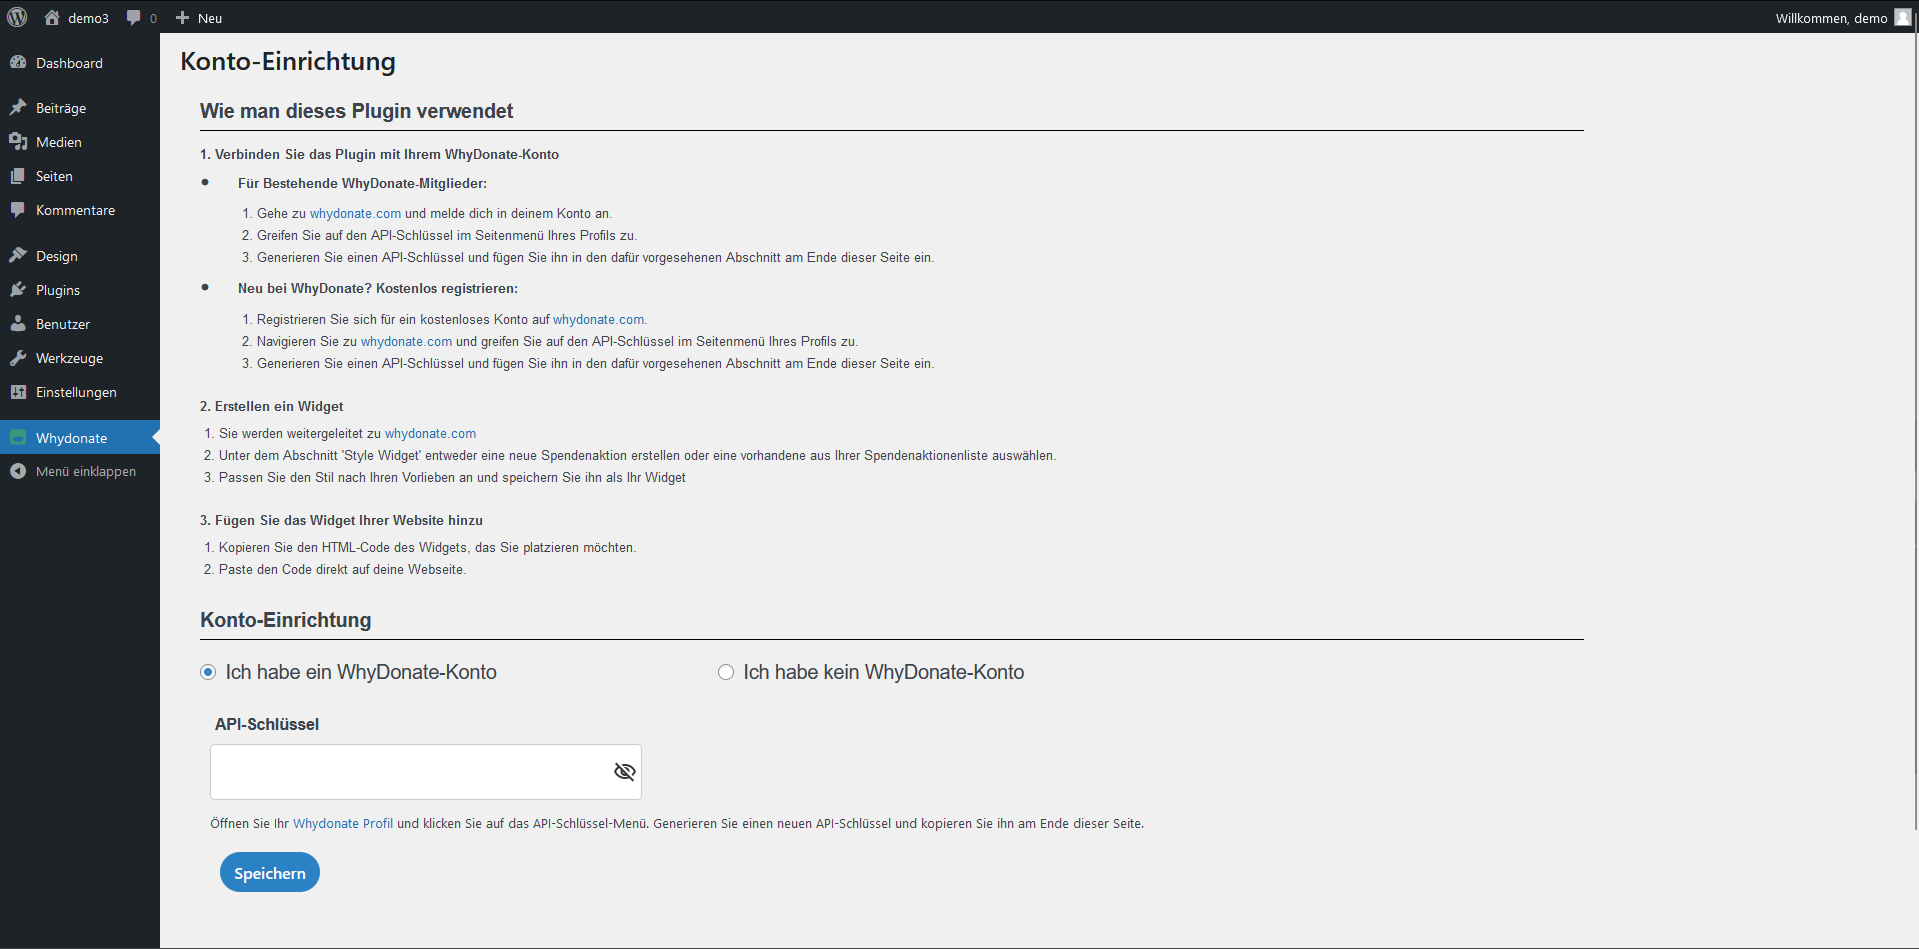 demo3
0
Neu
Willkommen, demo
Dashboard
Beiträge
Medien
Seiten
Kommentare
Design
Plugins
Benutzer
Werkzeuge
Einstellungen
Whydonate
Menü einklappen
Konto-Einrichtung
Wie man dieses Plugin verwendet
1. Verbinden Sie das Plugin mit Ihrem WhyDonate-Konto
Für Bestehende WhyDonate-Mitglieder:
1. Gehe zu whydonate.com und melde dich in deinem Konto an.
2. Greifen Sie auf den API-Schlüssel im Seitenmenü Ihres Profils zu.
3. Generieren Sie einen API-Schlüssel und fügen Sie ihn in den dafür vorgesehenen Abschnitt am Ende dieser Seite ein.
Neu bei WhyDonate? Kostenlos registrieren:
1. Registrieren Sie sich für ein kostenloses Konto auf whydonate.com.
2. Navigieren Sie zu whydonate.com und greifen Sie auf den API-Schlüssel im Seitenmenü Ihres Profils zu.
3. Generieren Sie einen API-Schlüssel und fügen Sie ihn in den dafür vorgesehenen Abschnitt am Ende dieser Seite ein.
2. Erstellen ein Widget
1. Sie werden weitergeleitet zu whydonate.com
2. Unter dem Abschnitt 'Style Widget' entweder eine neue Spendenaktion erstellen oder eine vorhandene aus Ihrer Spendenaktionenliste auswählen.
3. Passen Sie den Stil nach Ihren Vorlieben an und speichern Sie ihn als Ihr Widget
3. Fügen Sie das Widget Ihrer Website hinzu
1. Kopieren Sie den HTML-Code des Widgets, das Sie platzieren möchten.
2. Paste den Code direkt auf deine Webseite.
Konto-Einrichtung
Ich habe ein WhyDonate-Konto
Ich habe kein WhyDonate-Konto
API-Schlüssel
Öffnen Sie Ihr Whydonate Profil und klicken Sie auf das API-Schlüssel-Menü. Generieren Sie einen neuen API-Schlüssel und kopieren Sie ihn am Ende dieser Seite.
Speichern